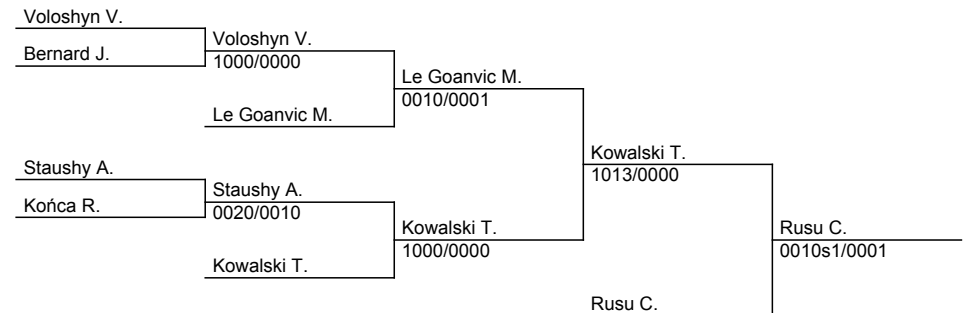 Voloshyn V.
Bernard J.
Voloshyn V.
1000/0000
Le Goanvic M.
Le Goanvic M.
0010/0001
Staushy A.
Końca R.
Staushy A.
0020/0010
Kowalski T.
Kowalski T.
1000/0000
Kowalski T.
1013/0000
Rusu C.
Rusu C.
0010s1/0001